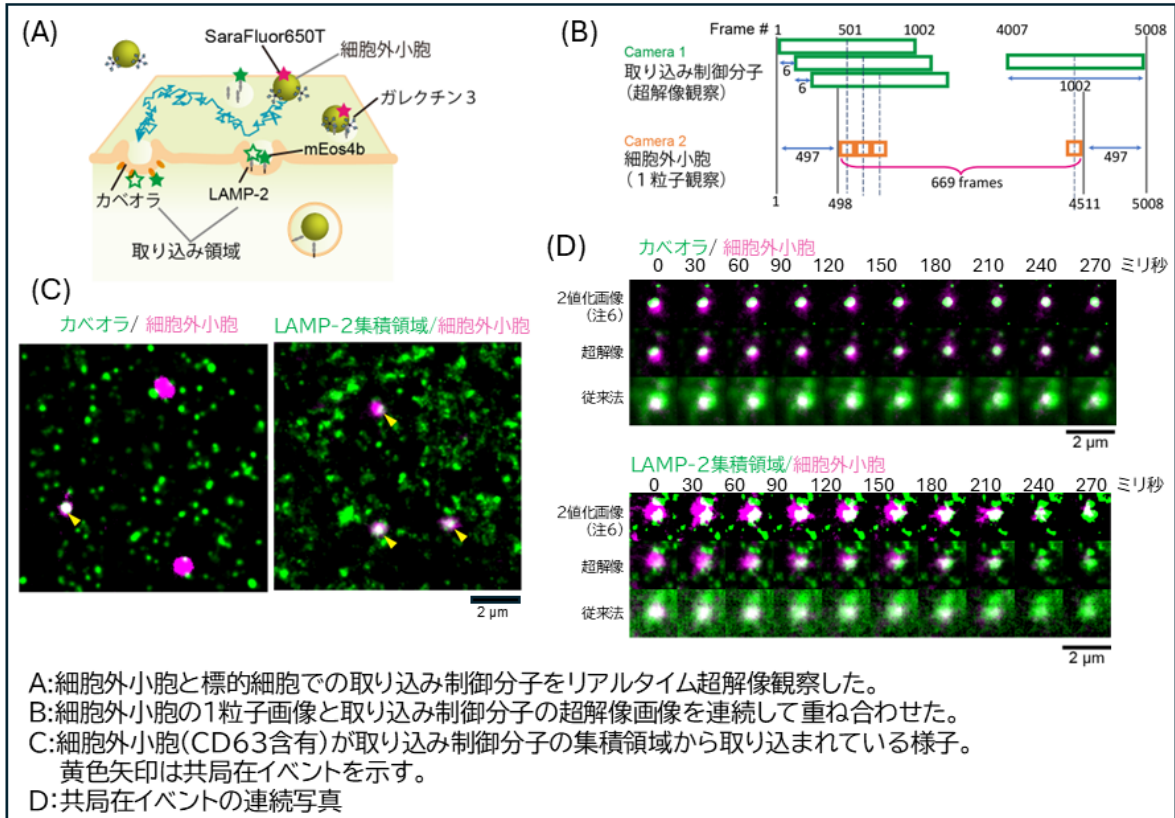 (A)
SaraFluor650T
細胞外小胞
ガレクチン3
mEos4b
LAMP-2
カベオラ
取り込み領域
(B)
Frame # 1 501 1002 4007 5008
Camera 1
取り込み制御分子
(超解像観察)
6
6
1002
Camera 2
細胞外小胞
(1粒子観察)
497
497
669 frames
1 498 4511 5008
(C)
カベオラ/ 細胞外小胞
LAMP-2集積領域/細胞外小胞
2 μm
(D)
カベオラ/ 細胞外小胞
0 30 60 90 120 150 180 210 240 270 ミリ秒
2値化画像
(注6)
超解像
従来法
2 μm
LAMP-2集積領域/細胞外小胞
0 30 60 90 120 150 180 210 240 270 ミリ秒
2値化画像
(注6)
超解像
従来法
2 μm
A:細胞外小胞と標的細胞での取り込み制御分子をリアルタイム超解像観察した。
B:細胞外小胞の1粒子画像と取り込み制御分子の超解像画像を連続して重ね合わせた。
C:細胞外小胞(CD63含有)が取り込み制御分子の集積領域から取り込まれている様子。
黄色矢印は共局在イベントを示す。
D:共局在イベントの連続写真